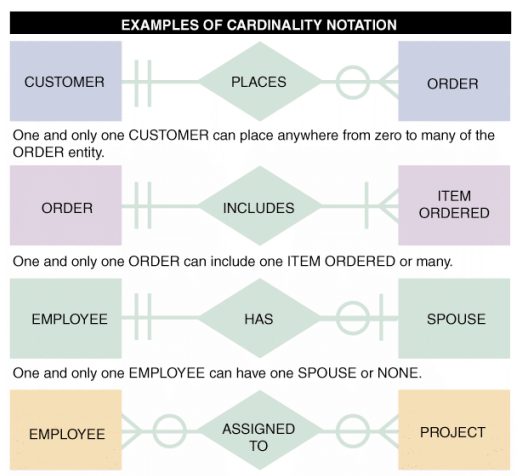 EXAMPLES OF CARDINALITY NOTATION
CUSTOMER PLACES ORDER
One and only one CUSTOMER can place anywhere from zero to many of the
ORDER entity.
ORDER INCLUDES ITEM
ORDERED
One and only one ORDER can include one ITEM ORDERED or many.
EMPLOYEE HAS SPOUSE
One and only one EMPLOYEE can have one SPOUSE or NONE.
EMPLOYEE ASSIGNED
TO PROJECT